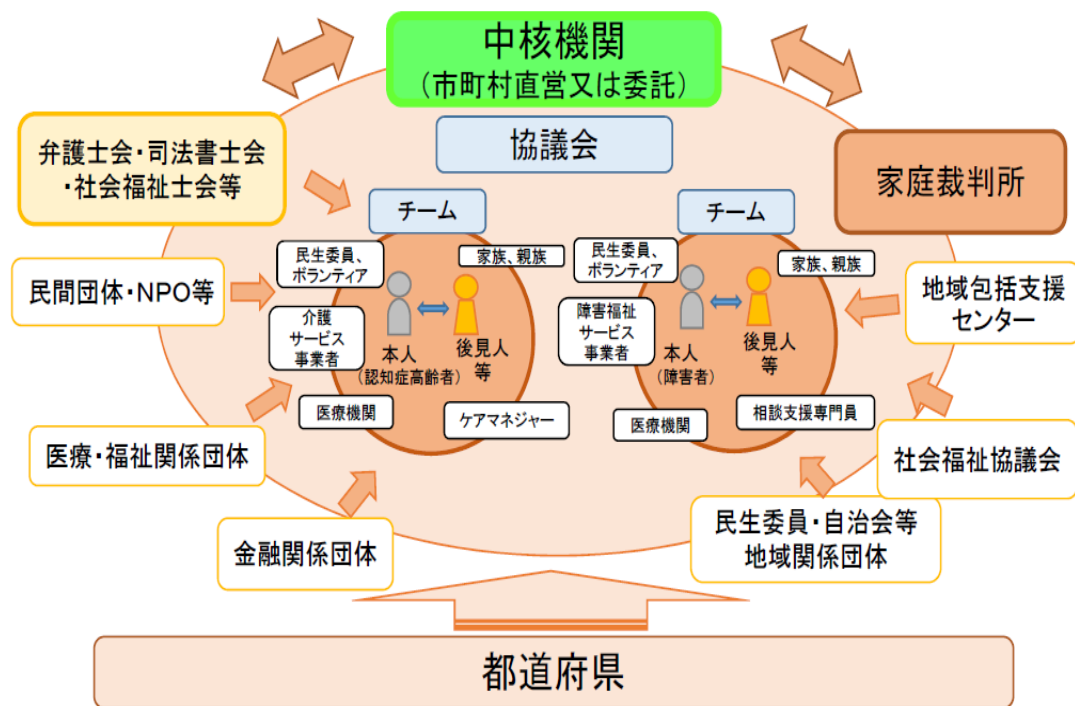 中核機関
（市町村直営又は委託）
協議会
弁護士会・司法書士会
・社会福祉士会等
家庭裁判所
チーム
民生委員、
ボランティア
家族、親族
介護
サービス
事業者
本人
（認知症高齢者）
後見人
等
医療機関
ケアマネジャー
チーム
民生委員、
ボランティア
家族、親族
障害福祉
サービス
事業者
本人
（障害者）
後見人
等
医療機関
相談支援専門員
民間団体・NPO等
地域包括支援
センター
医療・福祉関係団体
社会福祉協議会
金融関係団体
民生委員・自治会等
地域関係団体
都道府県